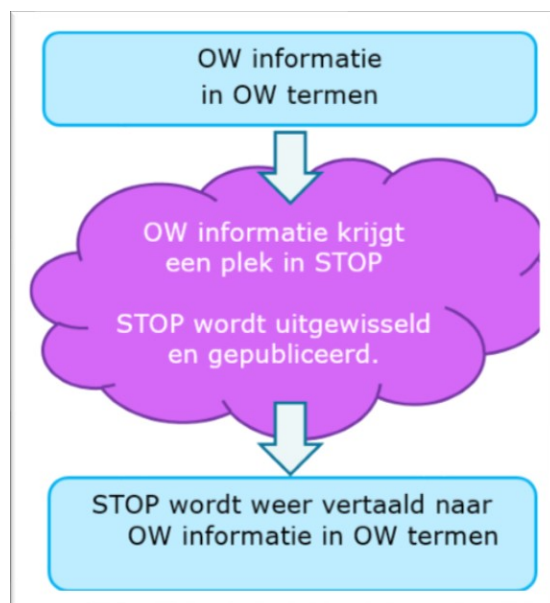 OW informatie
in OW termen
OW informatie krijgt
een plek in STOP
STOP wordt uitgewisseld
en gepubliceerd.
STOP wordt weer vertaald naar
OW informatie in OW termen